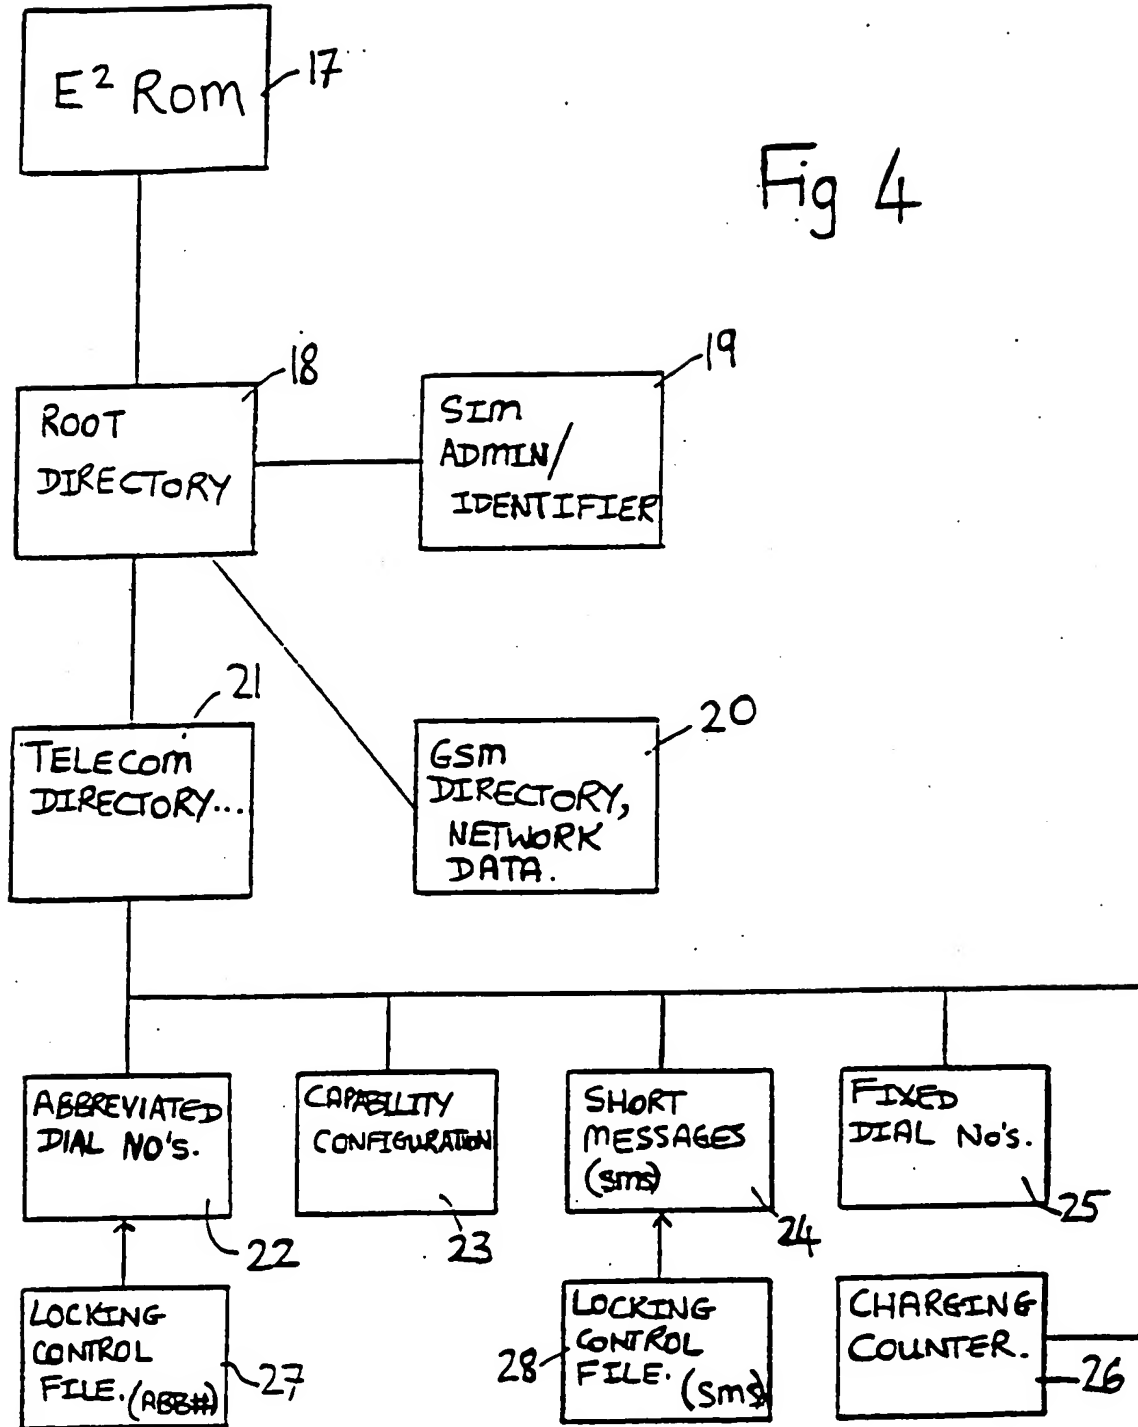 E² Rom
17
Fig 4
18
ROOT
DIRECTORY
19
SIM
ADMIN/
IDENTIFIER
21
TELECOM
DIRECTORY...
20
GSM
DIRECTORY,
NETWORK
DATA.
ABBREVIATED
DIAL NO'S.
22
CAPABILITY
CONFIGURATION
23
SHORT
MESSAGES
(sms)
24
FIXED
DIAL NO's.
25
LOCKING
CONTROL
FILE. (ABB#)
27
LOCKING
CONTROL
FILE. (sms)
28
CHARGING
COUNTER.
26